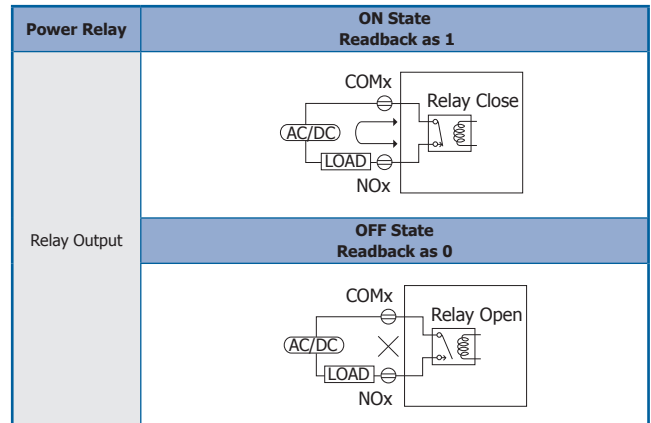 Power Relay
ON State
Readback as 1
COMx
Relay Close
AC/DC
LOAD
NOx
Relay Output
OFF State
Readback as 0
COMx
Relay Open
AC/DC
LOAD
NOx